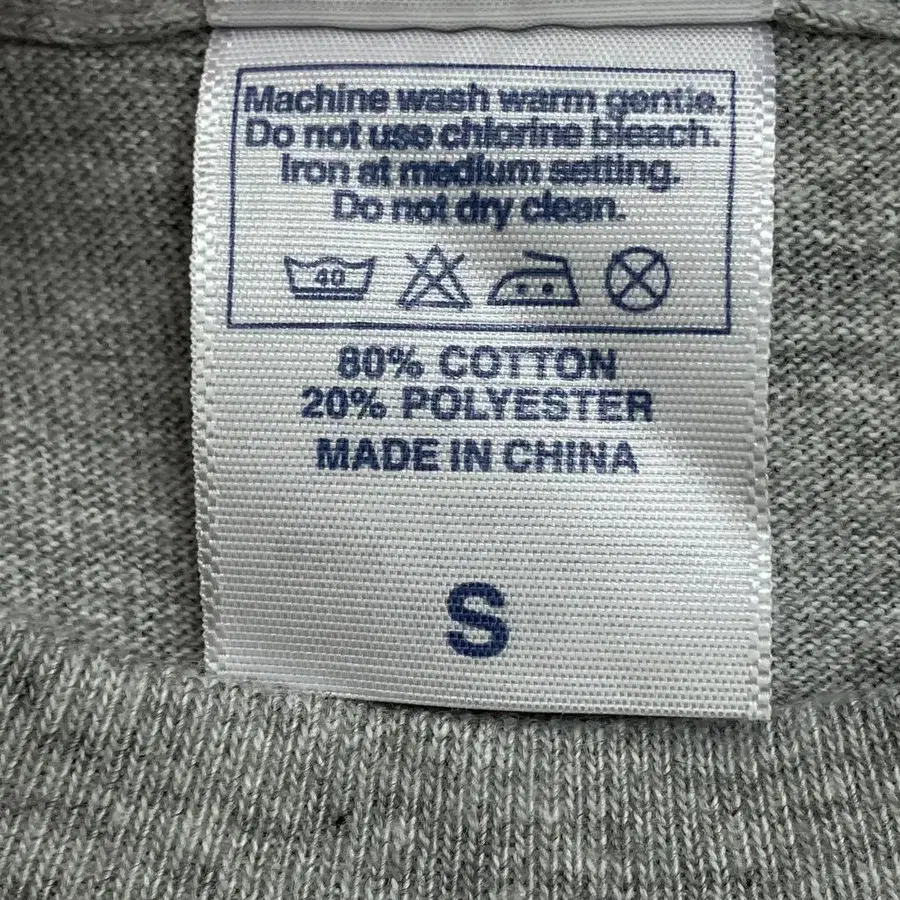 Machine wash warm gentle.
Do not use chlorine bleach.
Iron at medium setting.
Do not dry clean.
40
80% COTTON
20% POLYESTER
MADE IN CHINA
S